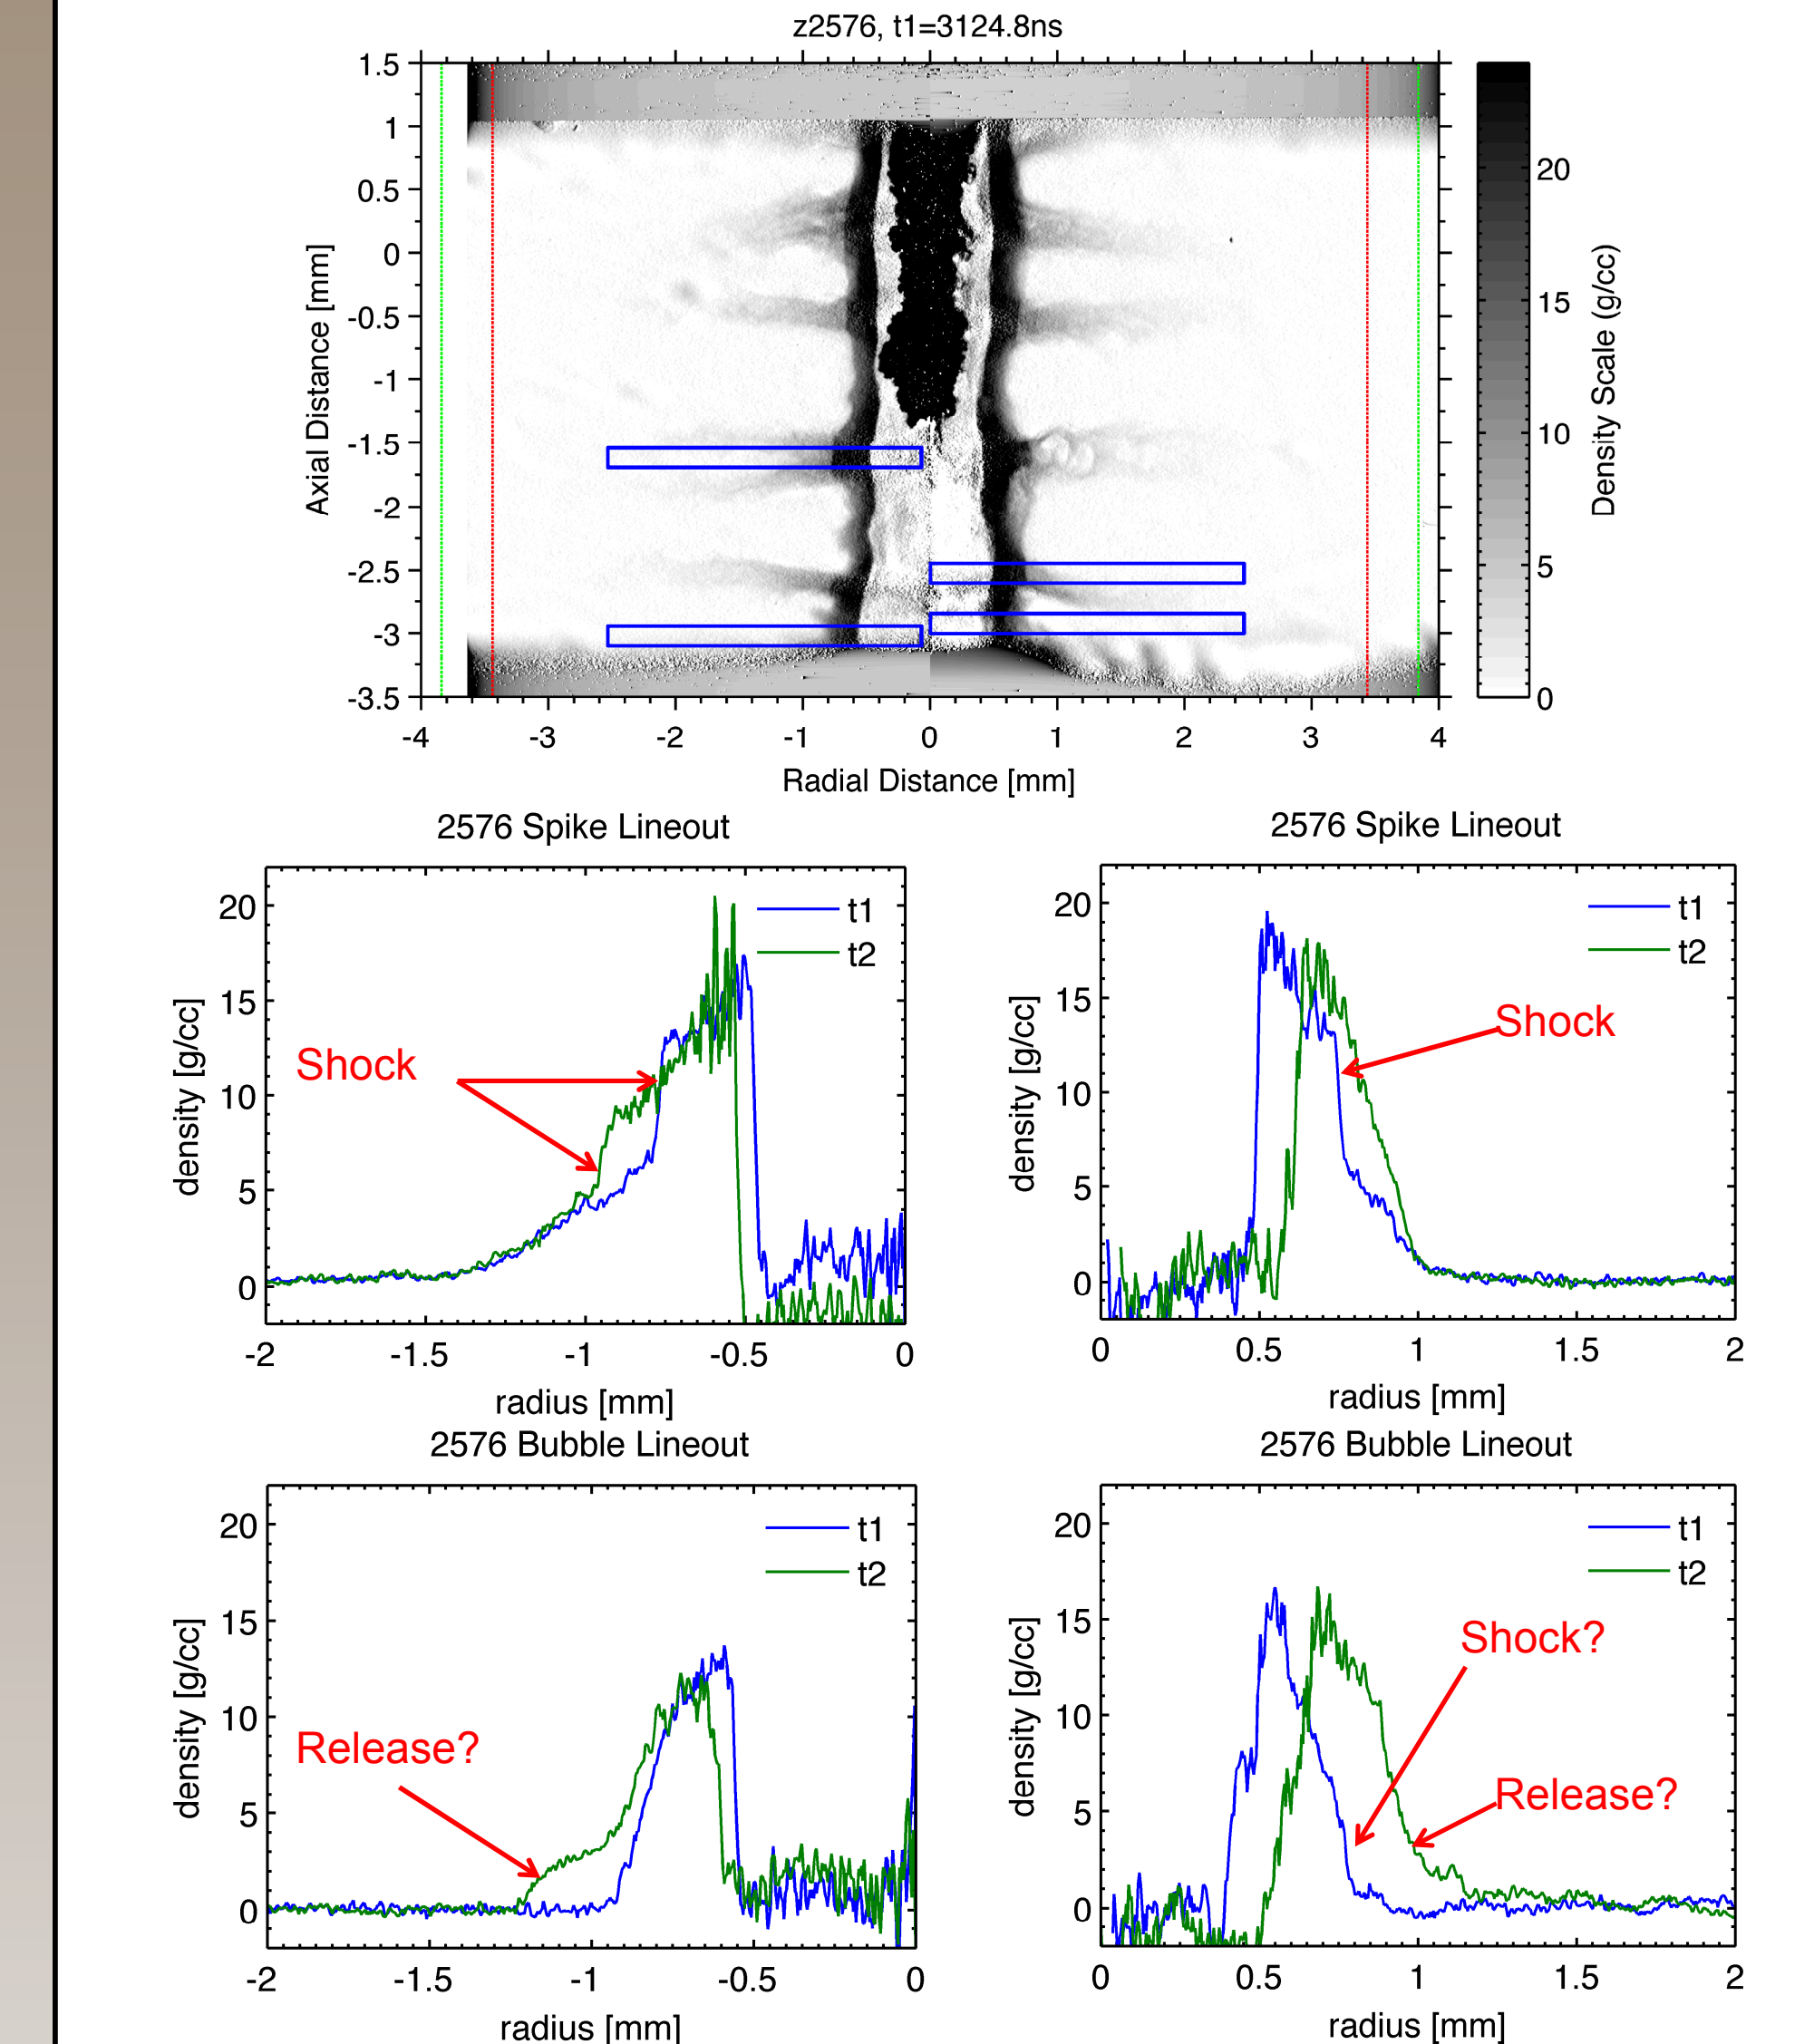 z2576, t1=3124.8ns
1.5
1
0.5
0
-0.5
-1
-1.5
-2
-2.5
-3
-3.5
Axial Distance [mm]
-4 -3 -2 -1 0 1 2 3 4
Radial Distance [mm]
20
15
10
5
0
Density Scale (g/cc)
2576 Spike Lineout
20
15
10
5
0
density [g/cc]
t1
t2
Shock
-2 -1.5 -1 -0.5 0
radius [mm]
2576 Spike Lineout
20
15
10
5
0
density [g/cc]
t1
t2
Shock
0 0.5 1 1.5 2
radius [mm]
2576 Bubble Lineout
20
15
10
5
0
density [g/cc]
t1
t2
Release?
-2 -1.5 -1 -0.5 0
radius [mm]
2576 Bubble Lineout
20
15
10
5
0
density [g/cc]
t1
t2
Shock?
Release?
0 0.5 1 1.5 2
radius [mm]